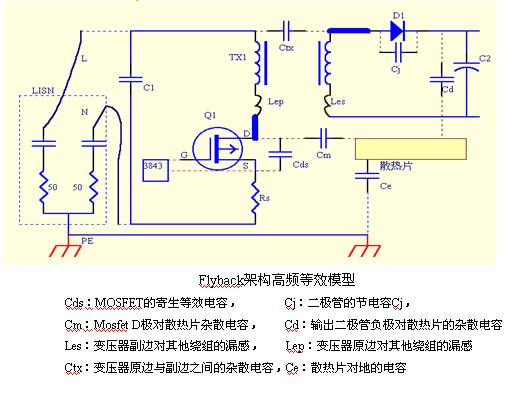 D1
L
TX1
Ctx
Cj
C2
C1
LISN
Cd
Lep
Les
N
Q1
D
Cm
G
3843
S
Cds
散热片
50
50
Rs
Ce
PE
Flyback架构高频等效模型
Cds：MOSFET的寄生等效电容， Cj：二极管的节电容Cj，
Cm：Mosfet D极对散热片杂散电容， Cd：输出二极管负极对散热片的杂散电容
Les：变压器副边对其他绕组的漏感， Lep：变压器原边对其他绕组的漏感
Ctx：变压器原边与副边之间的杂散电容，Ce：散热片对地的电容